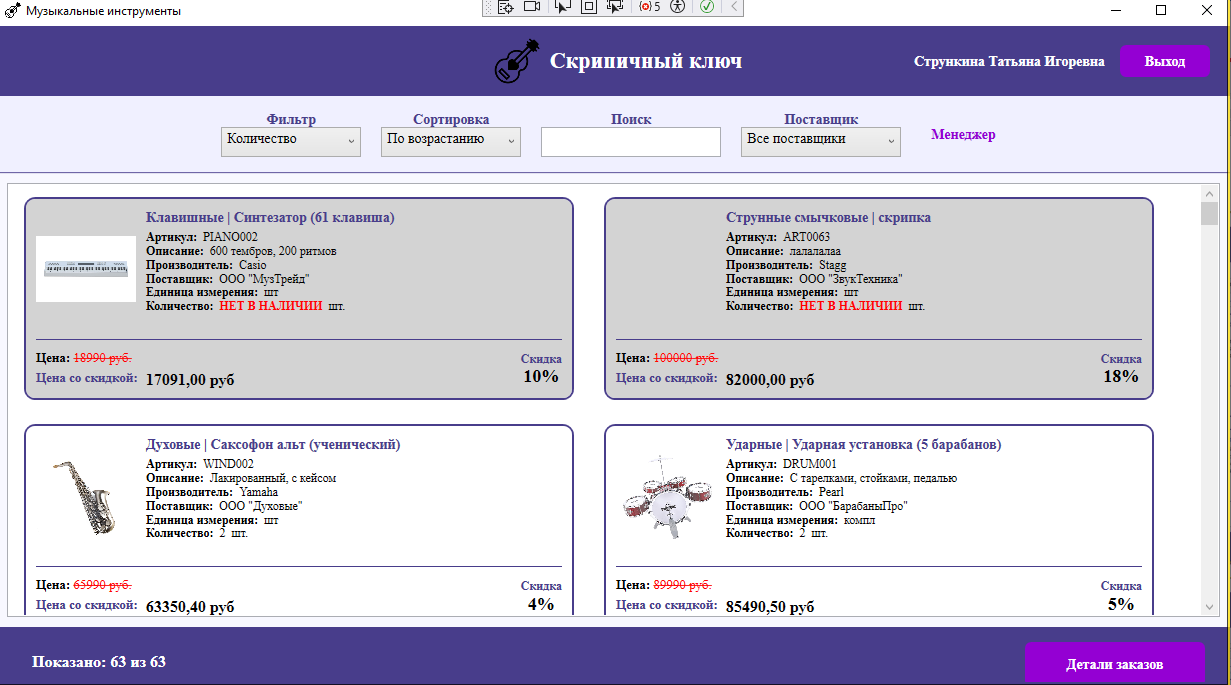 Музыкальные инструменты
5
Скрипичный ключ
Стрункина Татьяна Игоревна
Выход
Фильтр
Сортировка
Поиск
Поставщик
Количество
По возрастанию
Все поставщики
Менеджер
Клавишные | Синтезатор (61 клавиша)
Артикул: PIANO002
Описание: 600 тембров, 200 ритмов
Производитель: Casio
Поставщик: ООО "МузТрейд"
Единица измерения: шт
Количество: НЕТ В НАЛИЧИИ шт.
Цена: 18990 руб.
Скидка
Цена со скидкой: 17091,00 руб
10%
Струнные смычковые | скрипка
Артикул: ART0063
Описание: лалалалаа
Производитель: Stagg
Поставщик: ООО "ЗвукТехника"
Единица измерения: шт
Количество: НЕТ В НАЛИЧИИ шт.
Цена: 100000 руб.
Скидка
Цена со скидкой: 82000,00 руб
18%
Духовые | Саксофон альт (ученический)
Артикул: WIND002
Описание: Лакированный, с кейсом
Производитель: Yamaha
Поставщик: ООО "Духовые"
Единица измерения: шт
Количество: 2 шт.
Цена: 65990 руб.
Скидка
Цена со скидкой: 63350,40 руб
4%
Ударные | Ударная установка (5 барабанов)
Артикул: DRUM001
Описание: С тарелками, стойками, педалью
Производитель: Pearl
Поставщик: ООО "БарабаныПро"
Единица измерения: компл
Количество: 2 шт.
Цена: 89990 руб.
Скидка
Цена со скидкой: 85490,50 руб
5%
Показано: 63 из 63
Детали заказов